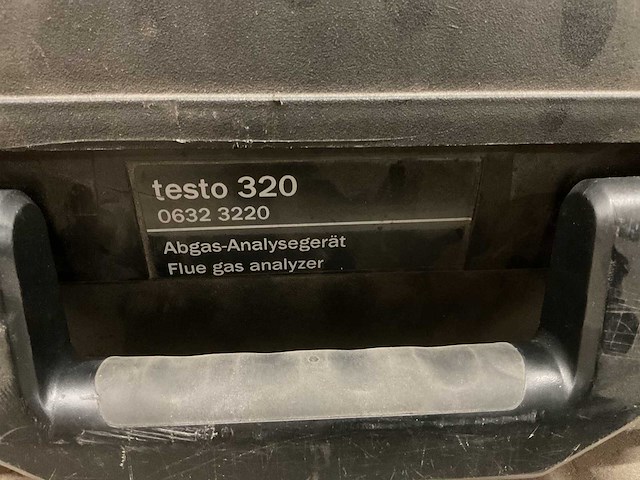 testo 320
0632 3220
Abgas-Analysegerät
Flue gas analyzer